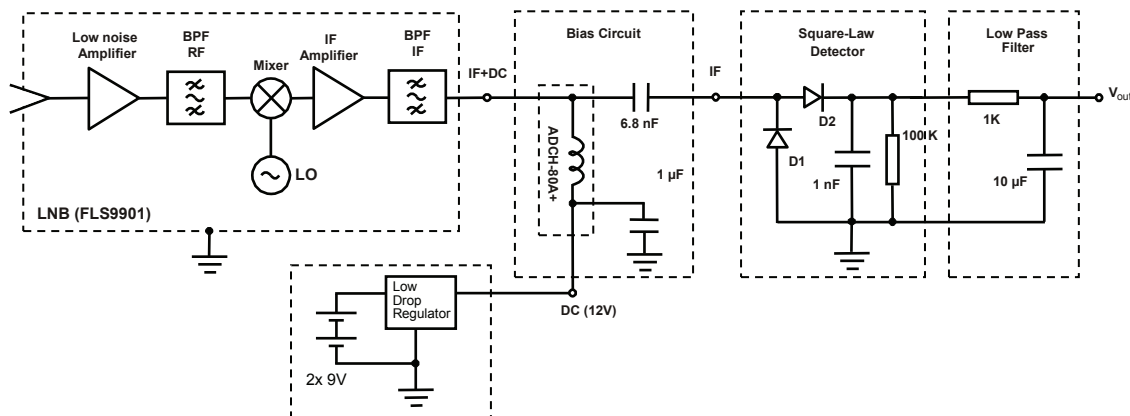 Low noise
Amplifier
BPF
RF
Mixer
IF
Amplifier
BPF
IF
LO
LNB (FLS9901)
IF+DC
Bias Circuit
6.8 nF
ADCH-80A+
1 µF
DC (12V)
Low
Drop
Regulator
2x 9V
IF
Square-Law
Detector
D2
D1
1 nF
100 K
Low Pass
Filter
1K
10 µF
Vout